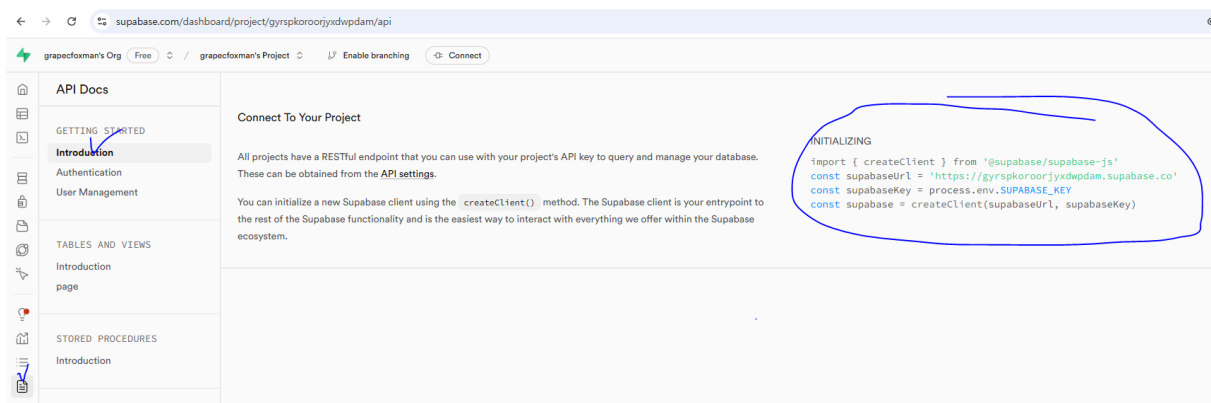 supabase.com/dashboard/project/gyrspkoroorjyxdwpdam/api
grapecfoxman's Org Free / grapecfoxman's Project Enable branching Connect
API Docs
GETTING STARTED
Introduction
Authentication
User Management
TABLES AND VIEWS
Introduction
page
STORED PROCEDURES
Introduction
Connect To Your Project
All projects have a RESTful endpoint that you can use with your project's API key to query and manage your database.
These can be obtained from the API settings.
You can initialize a new Supabase client using the createClient() method. The Supabase client is your entrypoint to
the rest of the Supabase functionality and is the easiest way to interact with everything we offer within the Supabase
ecosystem.
INITIALIZING
import { createClient } from '@supabase/supabase-js'
const supabaseUrl = 'https://gyrspkoroorjyxdwpdam.supabase.co'
const supabaseKey = process.env.SUPABASE_KEY
const supabase = createClient(supabaseUrl, supabaseKey)